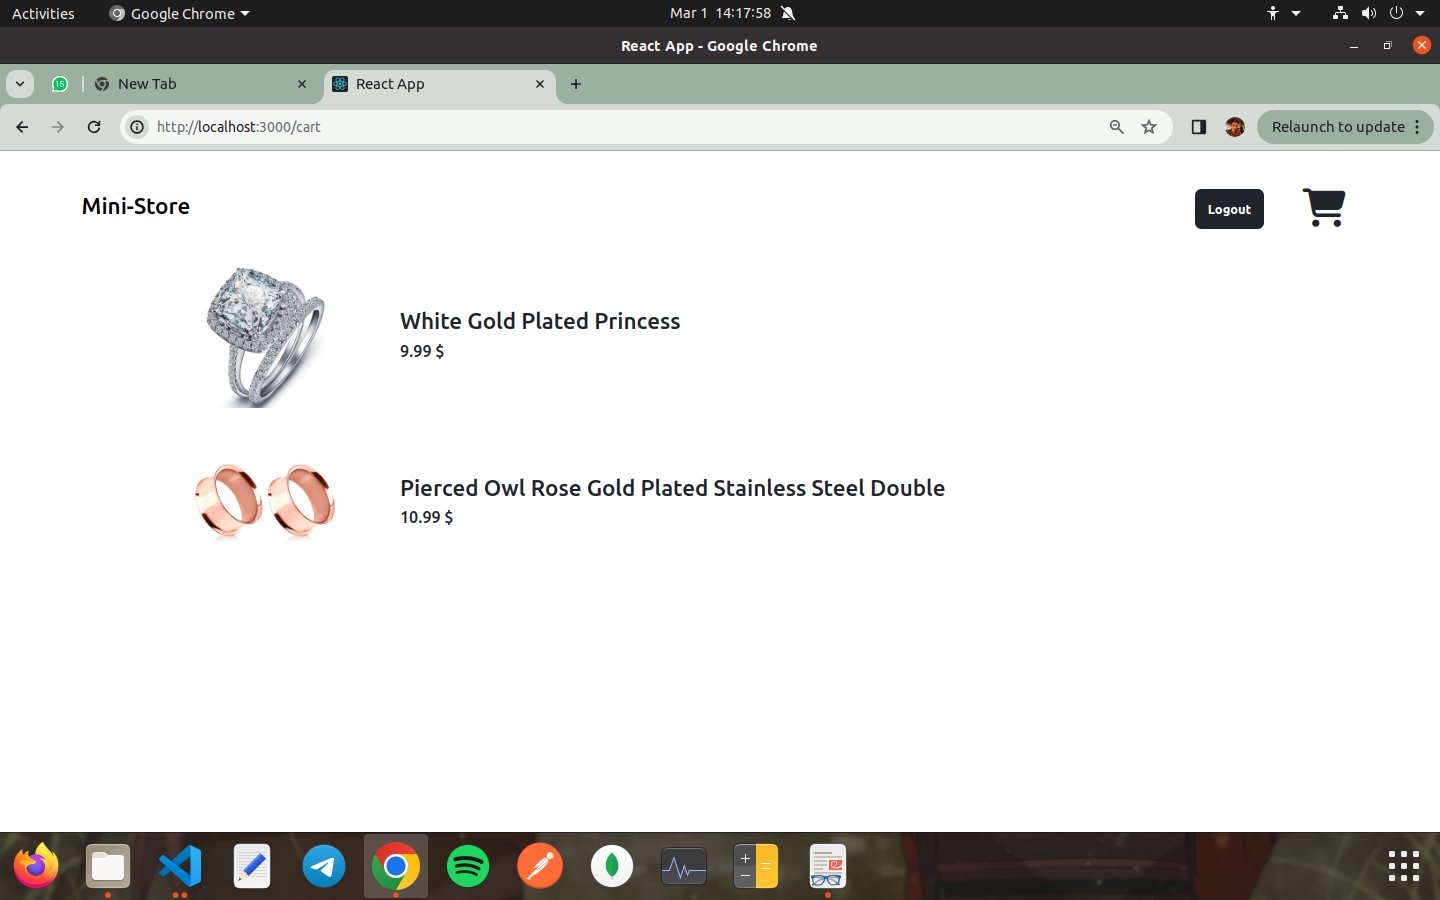 Activities
Google Chrome
Mar 1 14:17:58
React App - Google Chrome
15
New Tab
React App
http://localhost:3000/cart
Relaunch to update
Mini-Store
Logout
White Gold Plated Princess
9.99 $
Pierced Owl Rose Gold Plated Stainless Steel Double
10.99 $